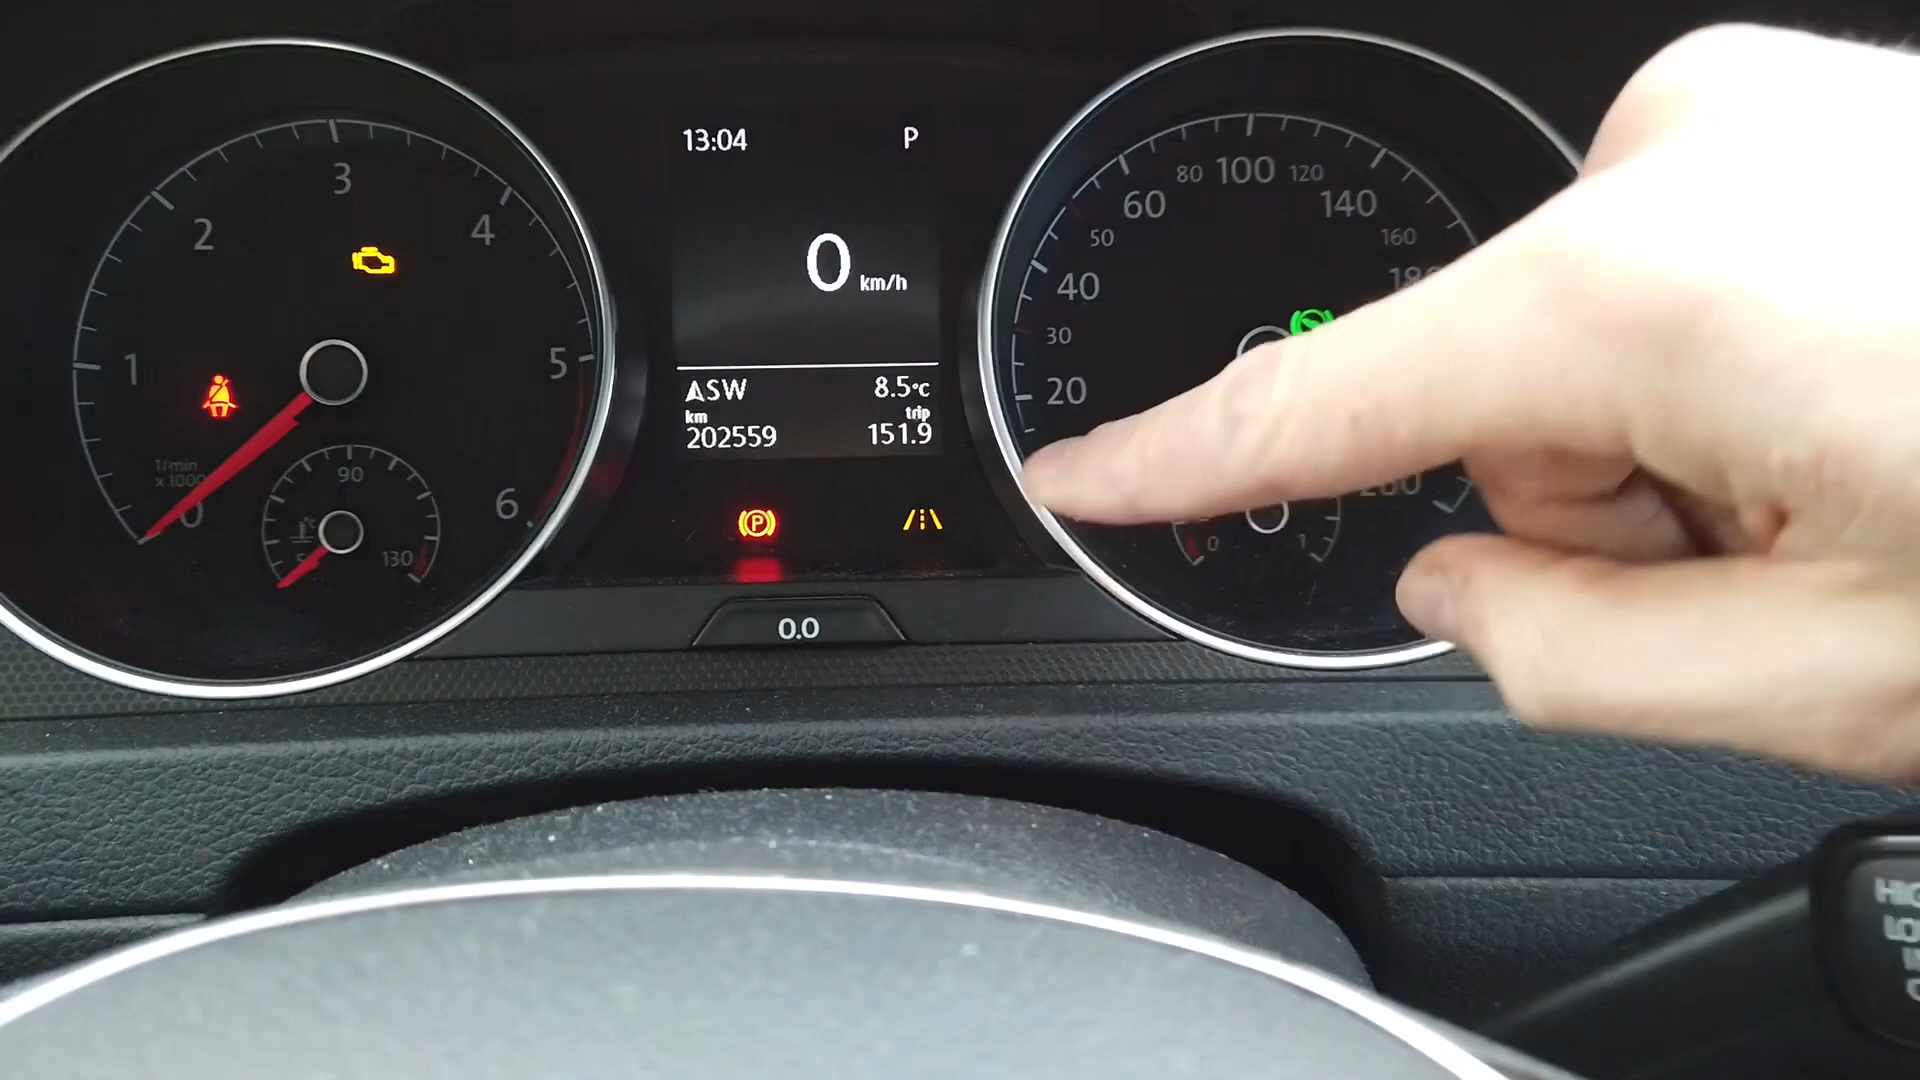 13:04 P
0 km/h
ASW 8.5°C
km trip
202559 151.9
0.0
0 1 2 3 4 5 6
1/min
x 1000
90
130
20 30 40 50 60 80 100 120 140 160
0 1
P